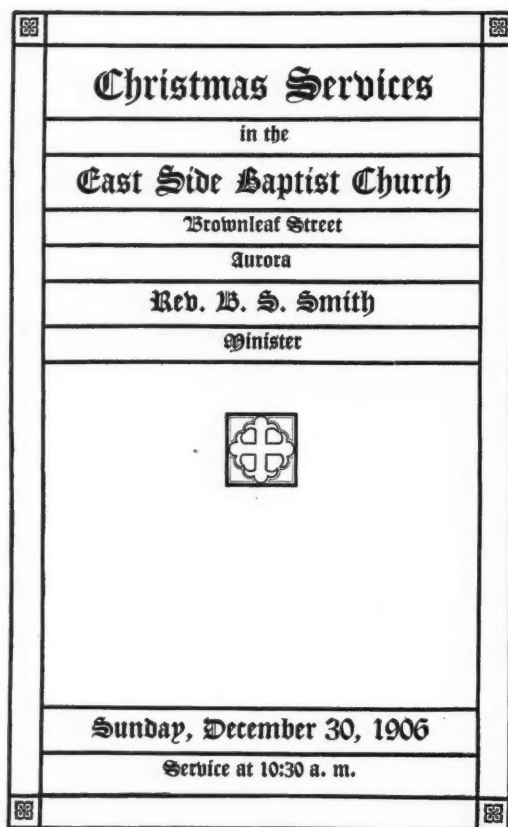 Christmas Services
in the
East Side Baptist Church
Brownleaf Street
Aurora
Rev. B. S. Smith
Minister
Sunday, December 30, 1906
Service at 10:30 a. m.